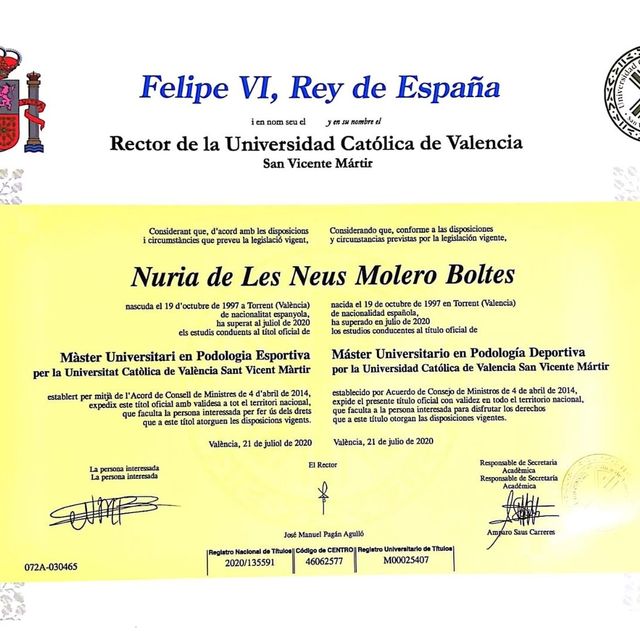 Felipe VI, Rey de España
i en nom seu el y en su nombre el
Rector de la Universidad Católica de Valencia
San Vicente Mártir
Considerant que, d'acord amb les disposicions
i circumstàncies que preveu la legislació vigent,
Considerando que, conforme a las disposiciones
y circunstancias previstas por la legislación vigente,
Nuria de Les Neus Molero Boltes
nascuda el 19 d'octubre de 1997 a Torrent (València)
de nacionalitat espanyola,
ha superat al juliol de 2020
els estudis conduents al títol oficial de
nacida el 19 de octubre de 1997 en Torrent (Valencia)
de nacionalidad española,
ha superado en julio de 2020
los estudios conducentes al título oficial de
Màster Universitari en Podologia Esportiva
per la Universitat Catòlica de València Sant Vicent Màrtir
Máster Universitario en Podología Deportiva
por la Universidad Católica de Valencia San Vicente Mártir
establert per mitjà de l'Acord de Consell de Ministres de 4 d'abril de 2014,
expedix este títol oficial amb validesa a tot el territori nacional,
que faculta la persona interessada per fer ús dels drets
que a este títol atorguen les disposicions vigents.
establecido por Acuerdo de Consejo de Ministros de 4 de abril de 2014,
expide el presente título oficial con validez en todo el territorio nacional,
que faculta a la persona interesada para disfrutar los derechos
que a este título otorgan las disposiciones vigentes.
València, 21 de juliol de 2020
València, 21 de julio de 2020
La persona interessada
La persona interesada
El Rector
José Manuel Pagán Agulló
Responsable de Secretaria
Acadèmica
Responsable de Secretaría
Académica
Amparo Saus Carreres
Registro Nacional de Títulos Código de CENTRO Registro Universitario de Títulos
2020/135591 46062577 M00025407
072A-030465